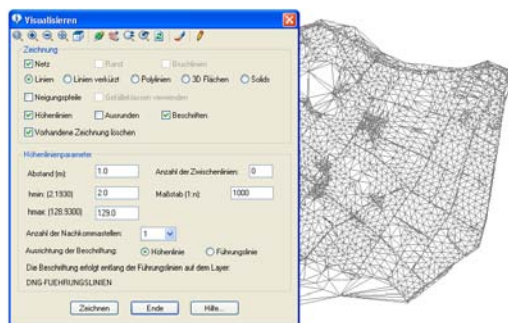 Visualisieren
Zeichnung
Netz Rand Bruchlinien
Linien Linien verkürzt Polylinien 3D Flächen Solids
Neigungspfeile Gefälleklassen verwenden
Höhenlinien Ausrunden Beschriften
Vorhandene Zeichnung löschen
Höhenlinienparameter
Abstand (m): 1.0 Anzahl der Zwischenlinien: 0
hmin: (2.1930) 2.0 Maßstab (1:n): 1000
hmax: (128.9300) 129.0
Anzahl der Nachkommastellen: 1
Ausrichtung der Beschriftung: Höhenlinie Führungslinie
Die Beschriftung erfolgt entlang der Führungslinien auf dem Layer:
DNG-FUEHRUNGSLINIEN
Zeichnen Ende Hilfe...